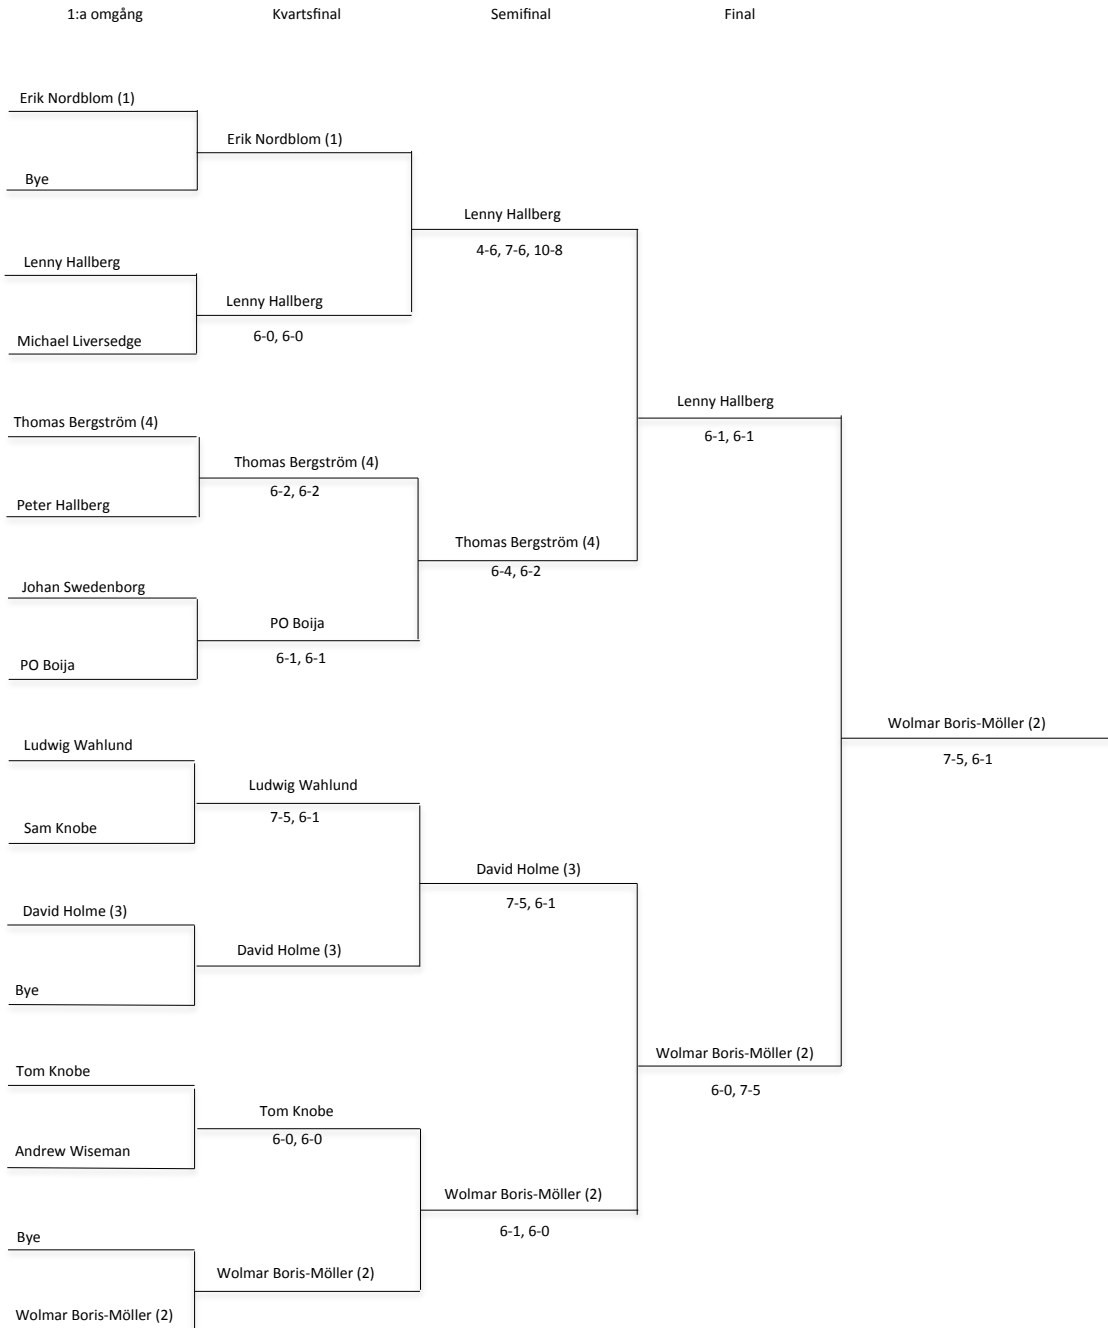 1:a omgång Kvartsfinal Semifinal Final
Erik Nordblom (1)
Erik Nordblom (1)
Bye
Lenny Hallberg
4-6, 7-6, 10-8
Lenny Hallberg
Lenny Hallberg
6-0, 6-0
Michael Liversedge
Lenny Hallberg
6-1, 6-1
Thomas Bergström (4)
Thomas Bergström (4)
6-2, 6-2
Peter Hallberg
Thomas Bergström (4)
6-4, 6-2
Johan Swedenborg
PO Boija
6-1, 6-1
PO Boija
Wolmar Boris-Möller (2)
7-5, 6-1
Ludwig Wahlund
Ludwig Wahlund
7-5, 6-1
Sam Knobe
David Holme (3)
7-5, 6-1
David Holme (3)
David Holme (3)
Bye
Wolmar Boris-Möller (2)
6-0, 7-5
Tom Knobe
Tom Knobe
6-0, 6-0
Andrew Wiseman
Wolmar Boris-Möller (2)
6-1, 6-0
Bye
Wolmar Boris-Möller (2)
Wolmar Boris-Möller (2)